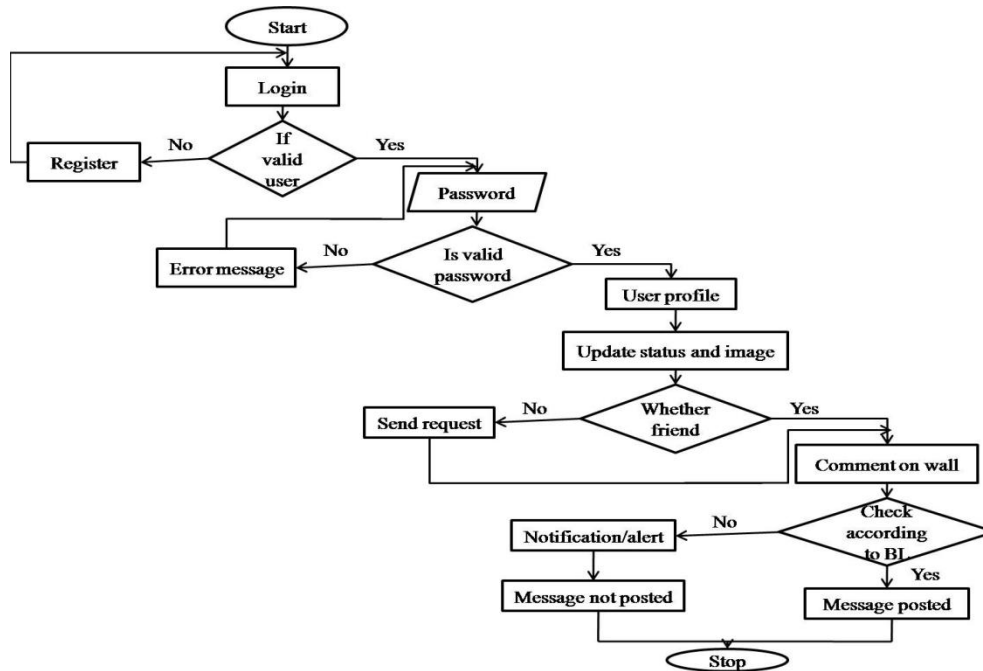 Start
Login
If
valid
user
No
Yes
Register
Password
Is valid
password
No
Yes
Error message
User profile
Update status and image
Whether
friend
No
Yes
Send request
Comment on wall
Check
according
to BL
No
Yes
Notification/alert
Message not posted
Message posted
Stop